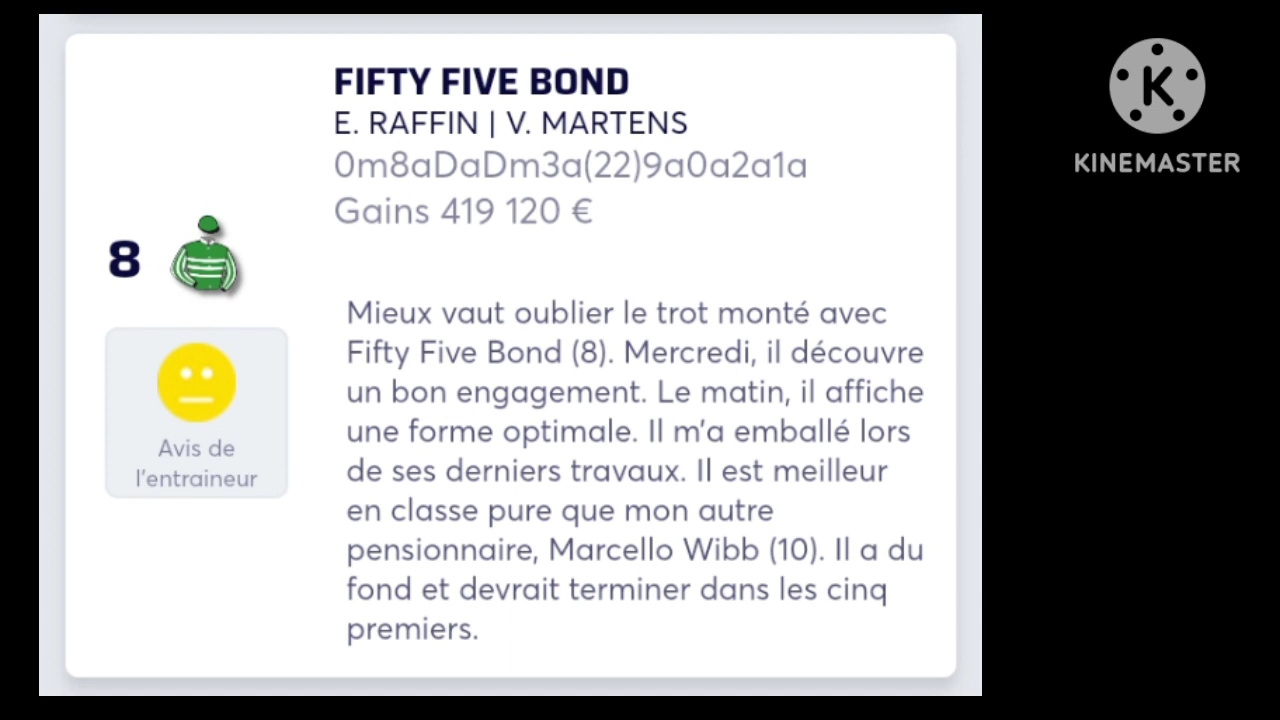 FIFTY FIVE BOND
E. RAFFIN | V. MARTENS
0m8aDaDm3a(22)9a0a2a1a
Gains 419 120 €
8
Avis de
l'entraineur
Mieux vaut oublier le trot monté avec
Fifty Five Bond (8). Mercredi, il découvre
un bon engagement. Le matin, il affiche
une forme optimale. Il m'a emballé lors
de ses derniers travaux. Il est meilleur
en classe pure que mon autre
pensionnaire, Marcello Wibb (10). Il a du
fond et devrait terminer dans les cinq
premiers.
K
KINEMASTER